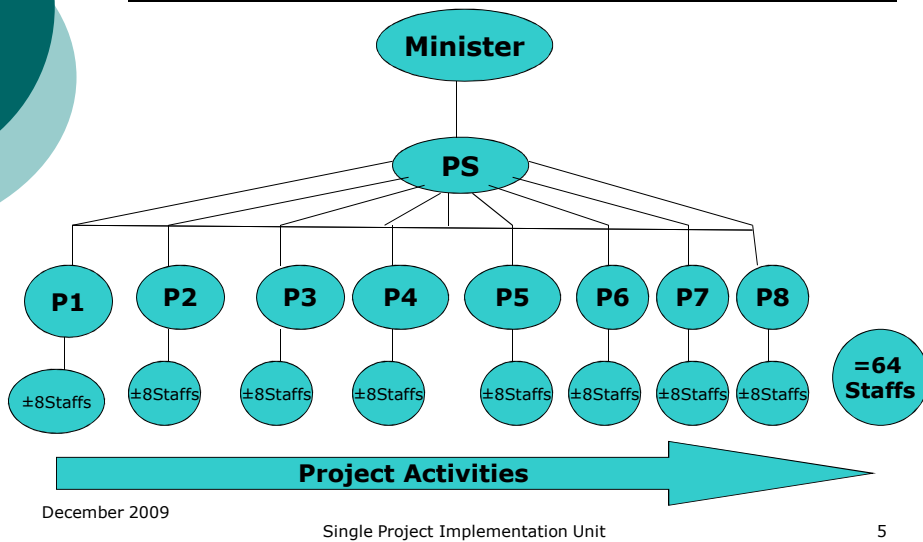 Minister
PS
P1 P2 P3 P4 P5 P6 P7 P8
±8Staffs ±8Staffs ±8Staffs ±8Staffs ±8Staffs ±8Staffs ±8Staffs ±8Staffs
=64
Staffs
Project Activities
December 2009
Single Project Implementation Unit
5